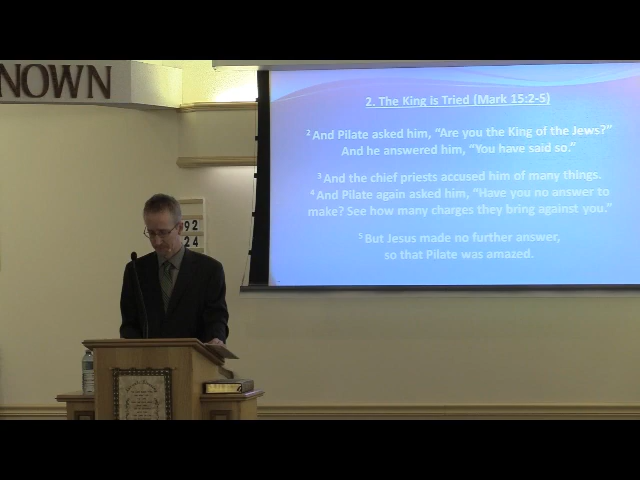 NOWN
92
24
2. The King is Tried (Mark 15:2-5)
2 And Pilate asked him, “Are you the King of the Jews?”
And he answered him, “You have said so.”
3 And the chief priests accused him of many things.
4 And Pilate again asked him, “Have you no answer to
make? See how many charges they bring against you.”
5 But Jesus made no further answer,
so that Pilate was amazed.